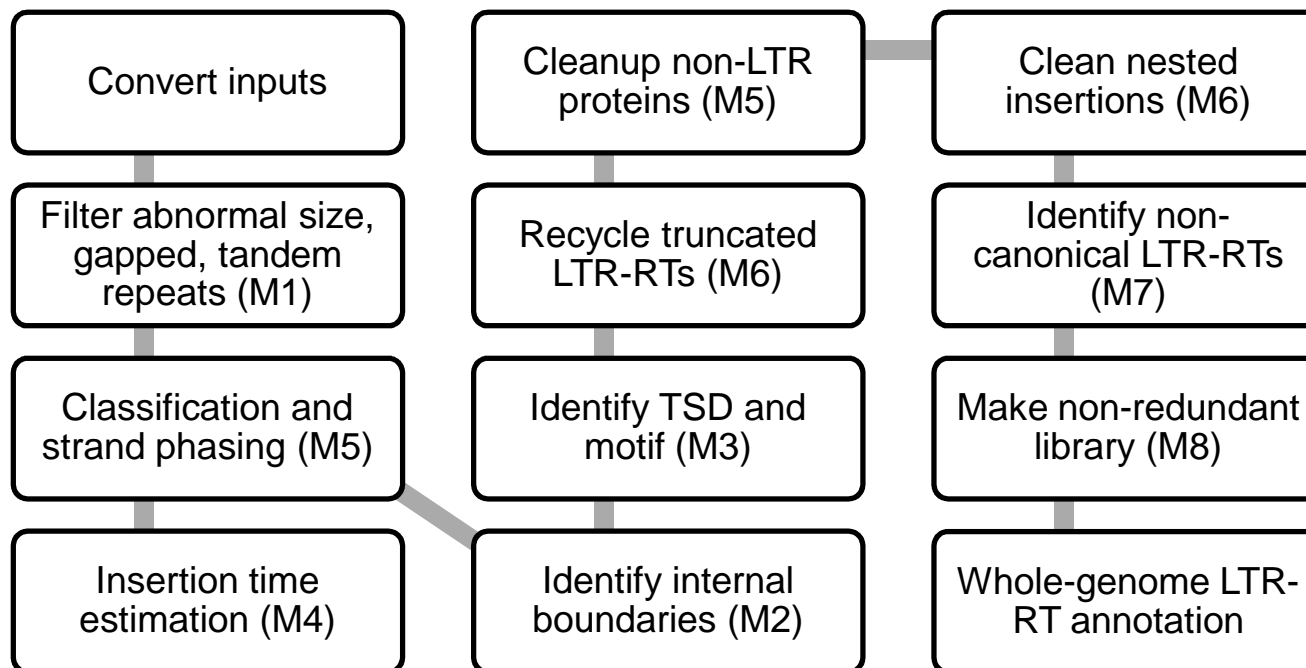 Convert inputs
Filter abnormal size,
gapped, tandem
repeats (M1)
Classification and
strand phasing (M5)
Insertion time
estimation (M4)
Cleanup non-LTR
proteins (M5)
Recycle truncated
LTR-RTs (M6)
Identify TSD and
motif (M3)
Identify internal
boundaries (M2)
Clean nested
insertions (M6)
Identify non-
canonical LTR-RTs
(M7)
Make non-redundant
library (M8)
Whole-genome LTR-
RT annotation